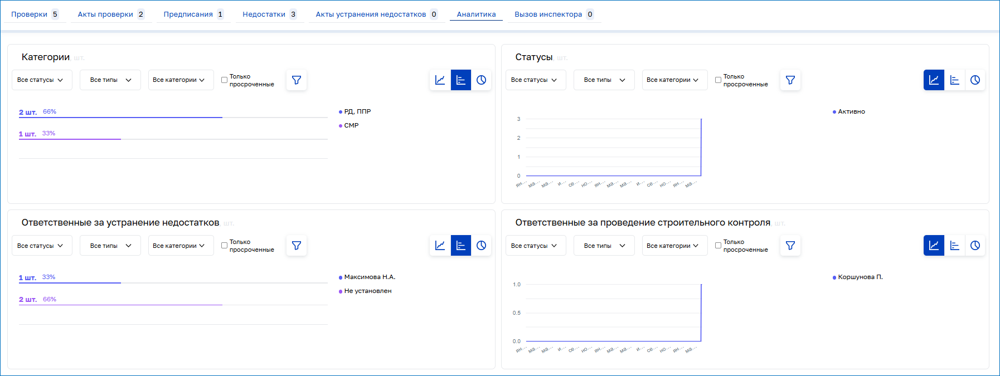 Проверки 5 Акты проверки 2 Предписания 1 Недостатки 3 Акты устранения недостатков 0 Аналитика Вызов инспектора 0
Категории, шт.
Все статусы Все типы Все категории Только просроченные
2 шт. 66%
1 шт. 33%
РД, ППР
СМР
Статусы, шт.
Все статусы Все типы Все категории Только просроченные
3
2
1
0
ян... ма... ма... и... се... но... ян... ма... ма... и... се... но... ян... ма...
Активно
Ответственные за устранение недостатков, шт.
Все статусы Все типы Все категории Только просроченные
1 шт. 33%
2 шт. 66%
Максимова Н.А.
Не установлен
Ответственные за проведение строительного контроля, шт.
Все статусы Все типы Все категории Только просроченные
1.0
0.5
0.0
ян... ма... ма... и... се... но... ян... ма... ма... и... се... но... ян... ма...
Коршунова П.